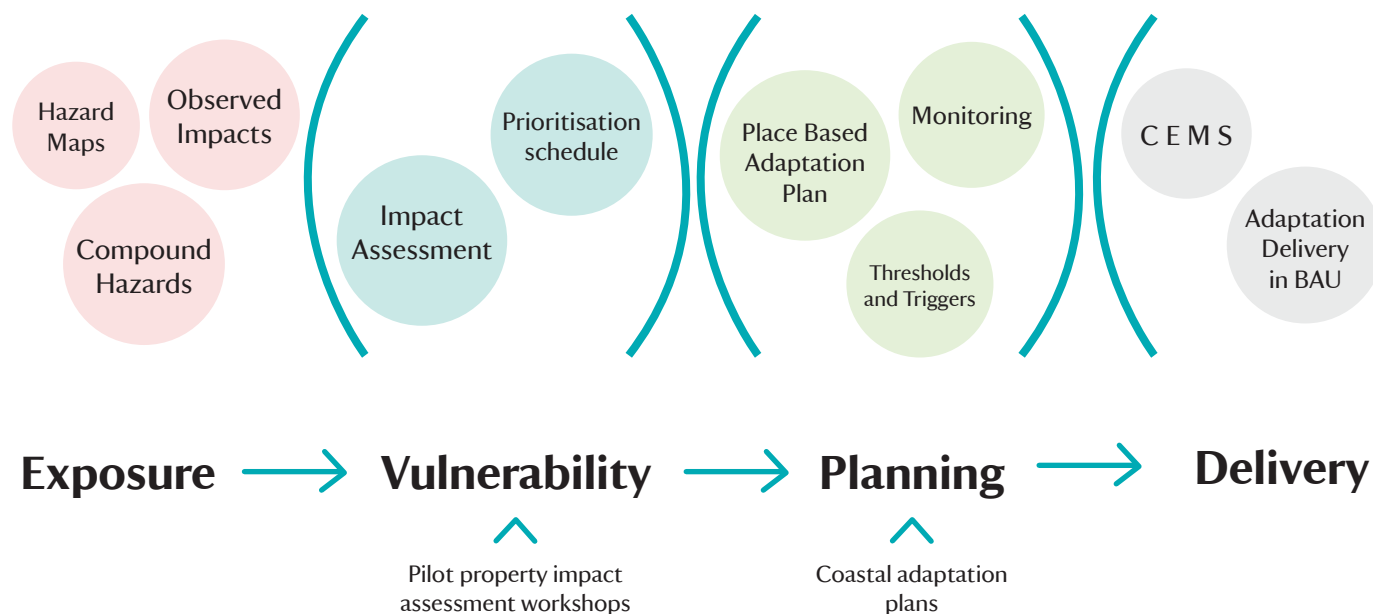 Hazard
Maps
Observed
Impacts
Compound
Hazards
Impact
Assessment
Prioritisation
schedule
Place Based
Adaptation
Plan
Monitoring
Thresholds
and Triggers
C E M S
Adaptation
Delivery
in BAU
Exposure
Vulnerability
Planning
Delivery
Pilot property impact
assessment workshops
Coastal adaptation
plans